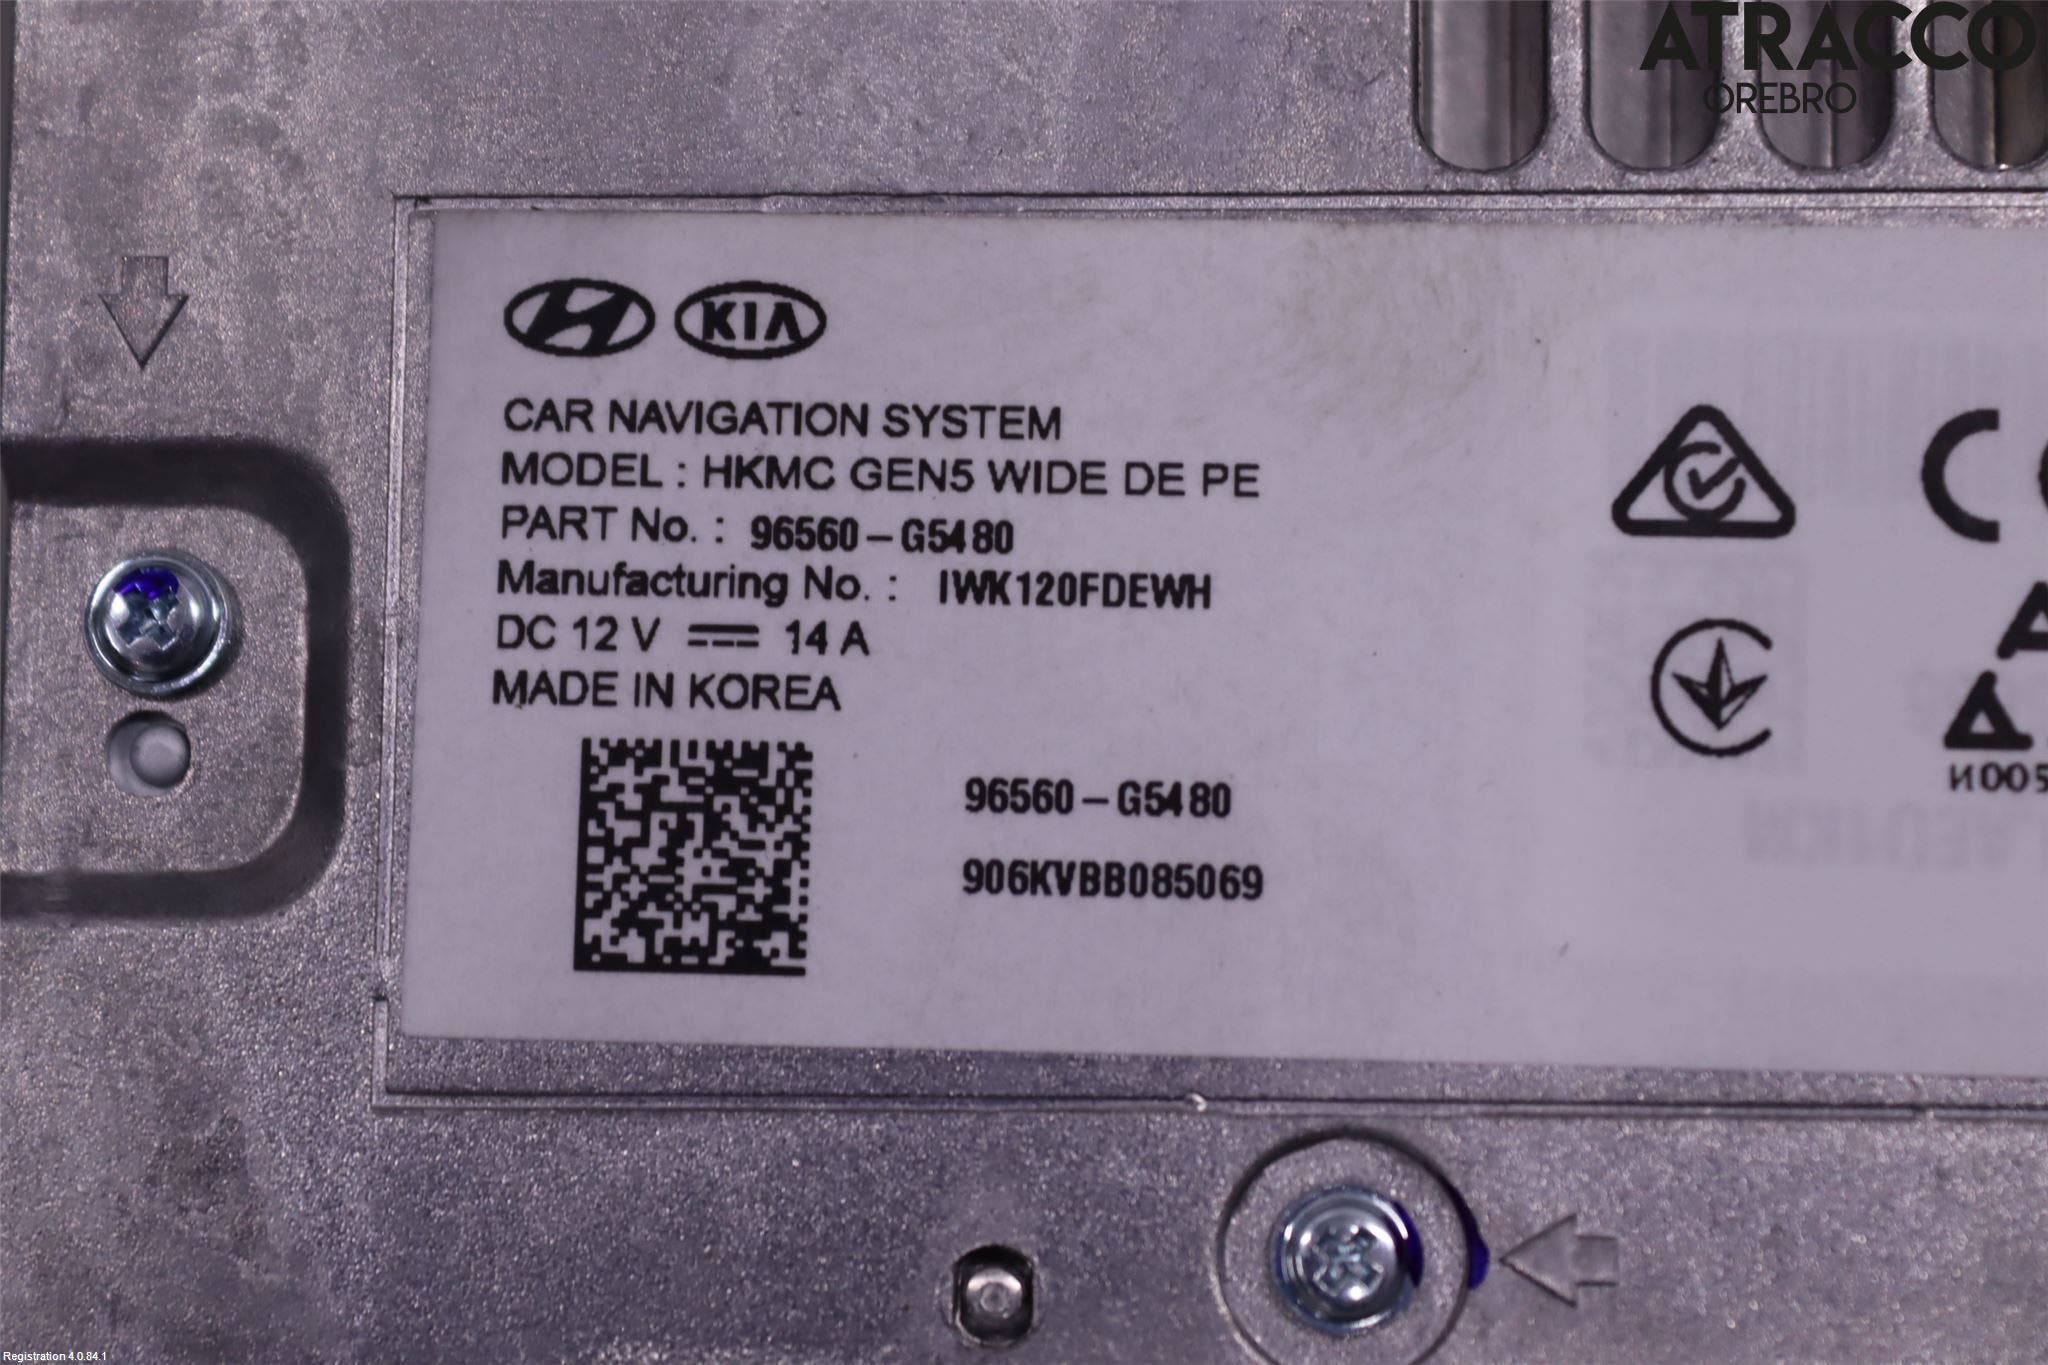 ATRACCO
ÖREBRO
KIA
CAR NAVIGATION SYSTEM
MODEL : HKMC GEN5 WIDE DE PE
PART No. : 96560-G5480
Manufacturing No. : IWK120FDEWH
DC 12 V 14 A
MADE IN KOREA
96560-G5480
906KVBB085069
И005
Registration 4.0.84.1